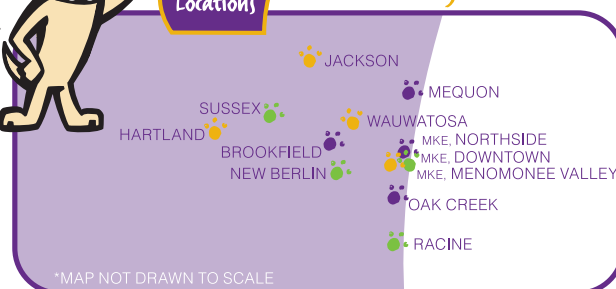 Locations
JACKSON
MEQUON
SUSSEX
WAUWATOSA
HARTLAND
MKE, NORTHSIDE
BROOKFIELD
MKE, DOWNTOWN
NEW BERLIN
MKE, MENOMONEE VALLEY
OAK CREEK
RACINE
*MAP NOT DRAWN TO SCALE